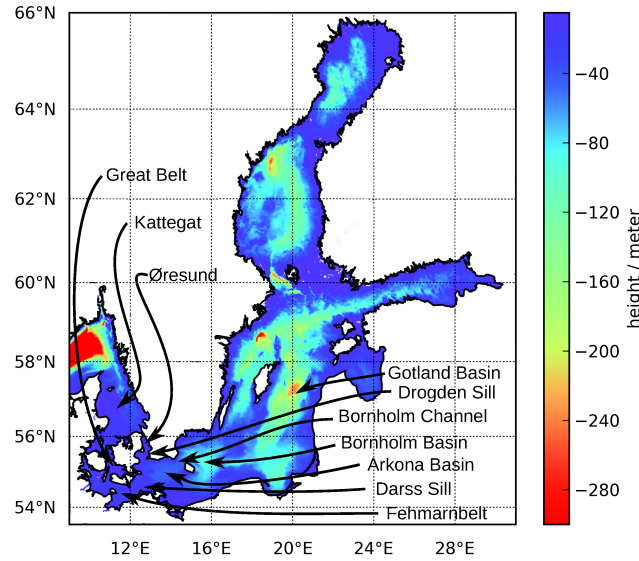 66°N
64°N
62°N
60°N
58°N
56°N
54°N
12°E
16°E
20°E
24°E
28°E
Great Belt
Kattegat
Øresund
Gotland Basin
Drogden Sill
Bornholm Channel
Bornholm Basin
Arkona Basin
Darss Sill
Fehmarnbelt
−40
−80
−120
−160
−200
−240
−280
height / meter